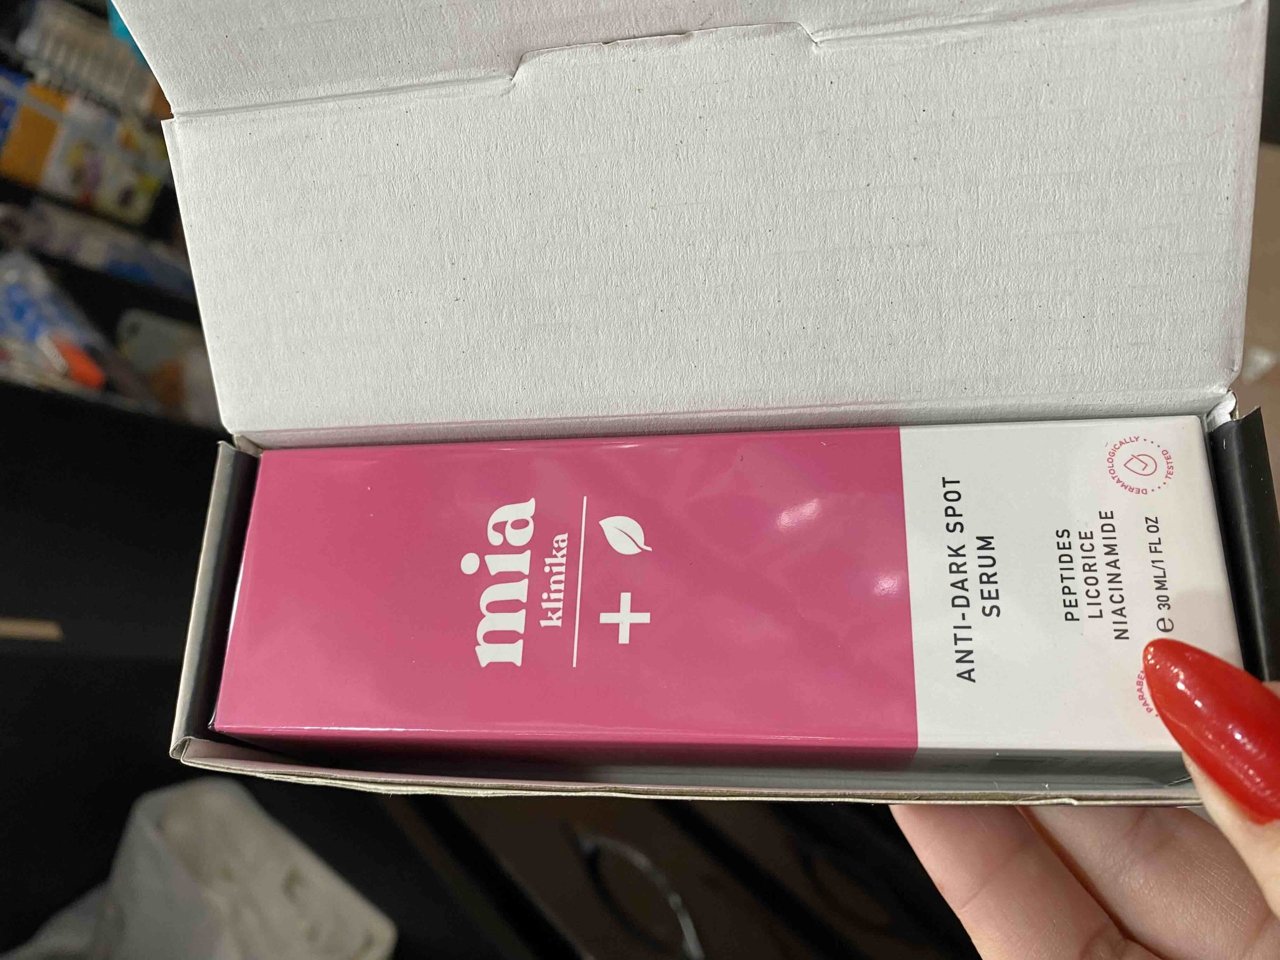 mia
klinika
ANTI-DARK SPOT
SERUM
PEPTIDES
LICORICE
NIACINAMIDE
e 30 ML/1 FL OZ
DERMATOLOGICALLY
TESTED